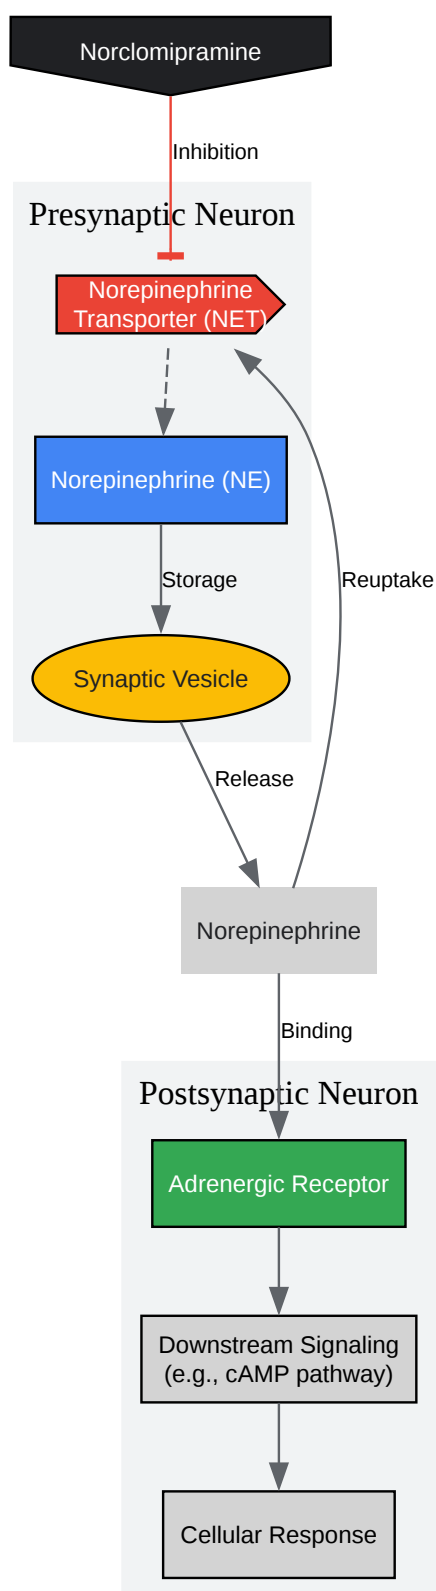 Norclomipramine
Inhibition
Presynaptic Neuron
Norepinephrine
Transporter (NET)
Norepinephrine (NE)
Storage
Reuptake
Synaptic Vesicle
Release
Norepinephrine
Binding
Postsynaptic Neuron
Adrenergic Receptor
Downstream Signaling
(e.g., cAMP pathway)
Cellular Response